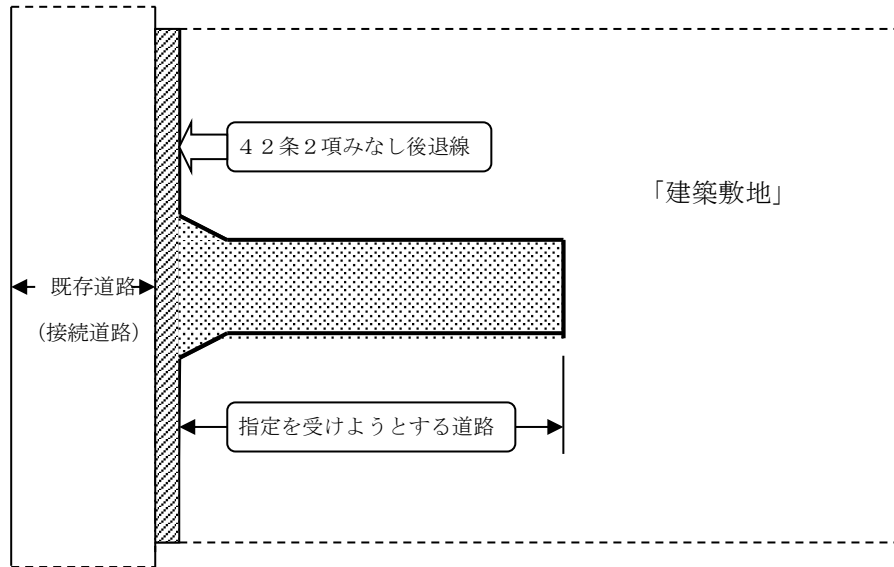 ４２条２項みなし後退線
「建築敷地」
既存道路
（接続道路）
指定を受けようとする道路